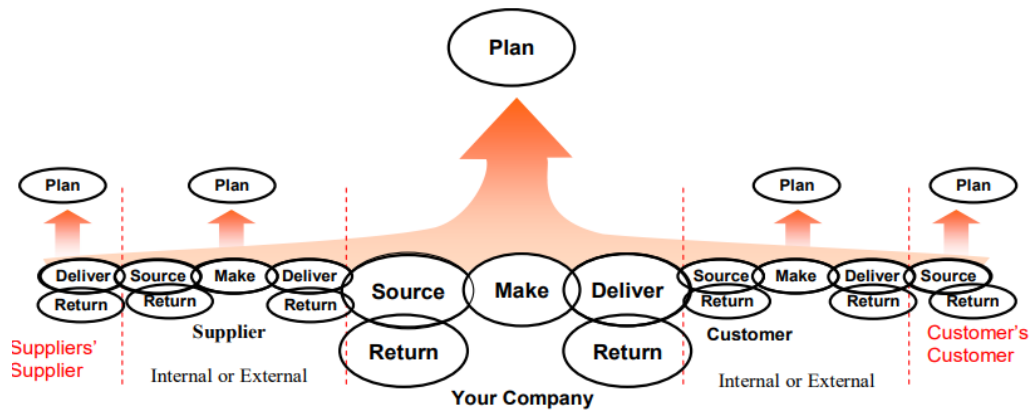 Plan
Plan
Plan
Plan
Plan
Deliver
Source
Make
Deliver
Source
Make
Deliver
Source
Make
Deliver
Source
Return
Return
Return
Return
Return
Return
Return
Return
Supplier
Customer
Suppliers’
Supplier
Customer's
Customer
Internal or External
Internal or External
Your Company